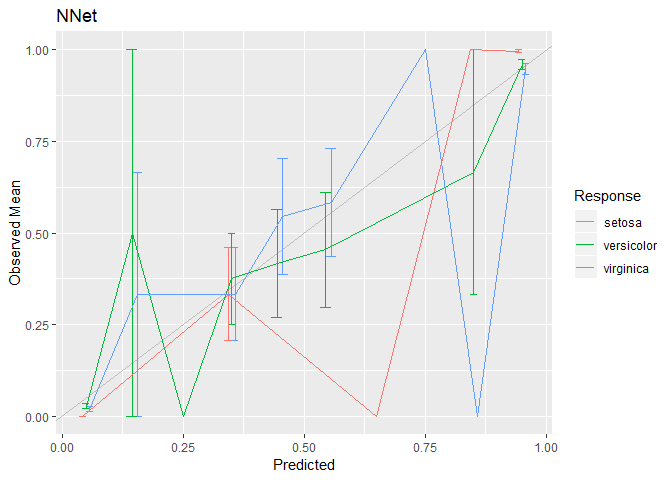 NNet
1.00
0.75
0.50
0.25
0.00
Observed Mean
0.00 0.25 0.50 0.75 1.00
Predicted
Response
setosa
versicolor
virginica